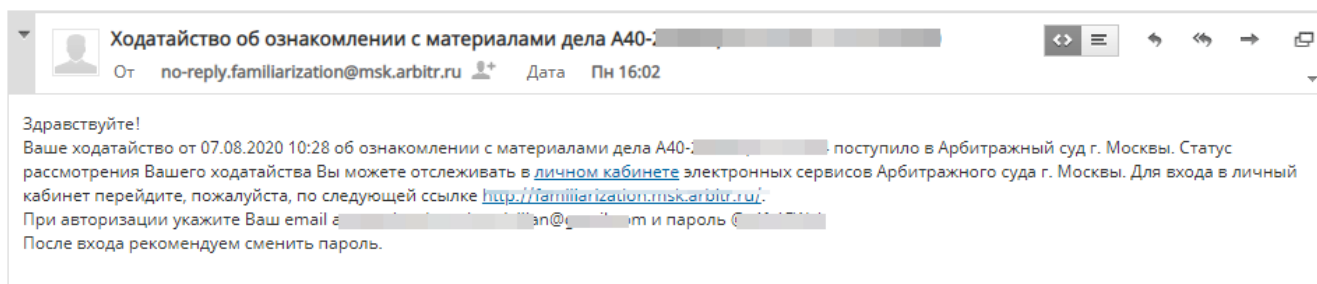 Ходатайство об ознакомлении с материалами дела А40-
От no-reply.familiarization@msk.arbitr.ru Дата Пн 16:02
Здравствуйте!
Ваше ходатайство от 07.08.2020 10:28 об ознакомлении с материалами дела А40- поступило в Арбитражный суд г. Москвы. Статус
рассмотрения Вашего ходатайства Вы можете отслеживать в личном кабинете электронных сервисов Арбитражного суда г. Москвы. Для входа в личный
кабинет перейдите, пожалуйста, по следующей ссылке http://familiarization.msk.arbitr.ru/.
При авторизации укажите Ваш email и пароль
После входа рекомендуем сменить пароль.